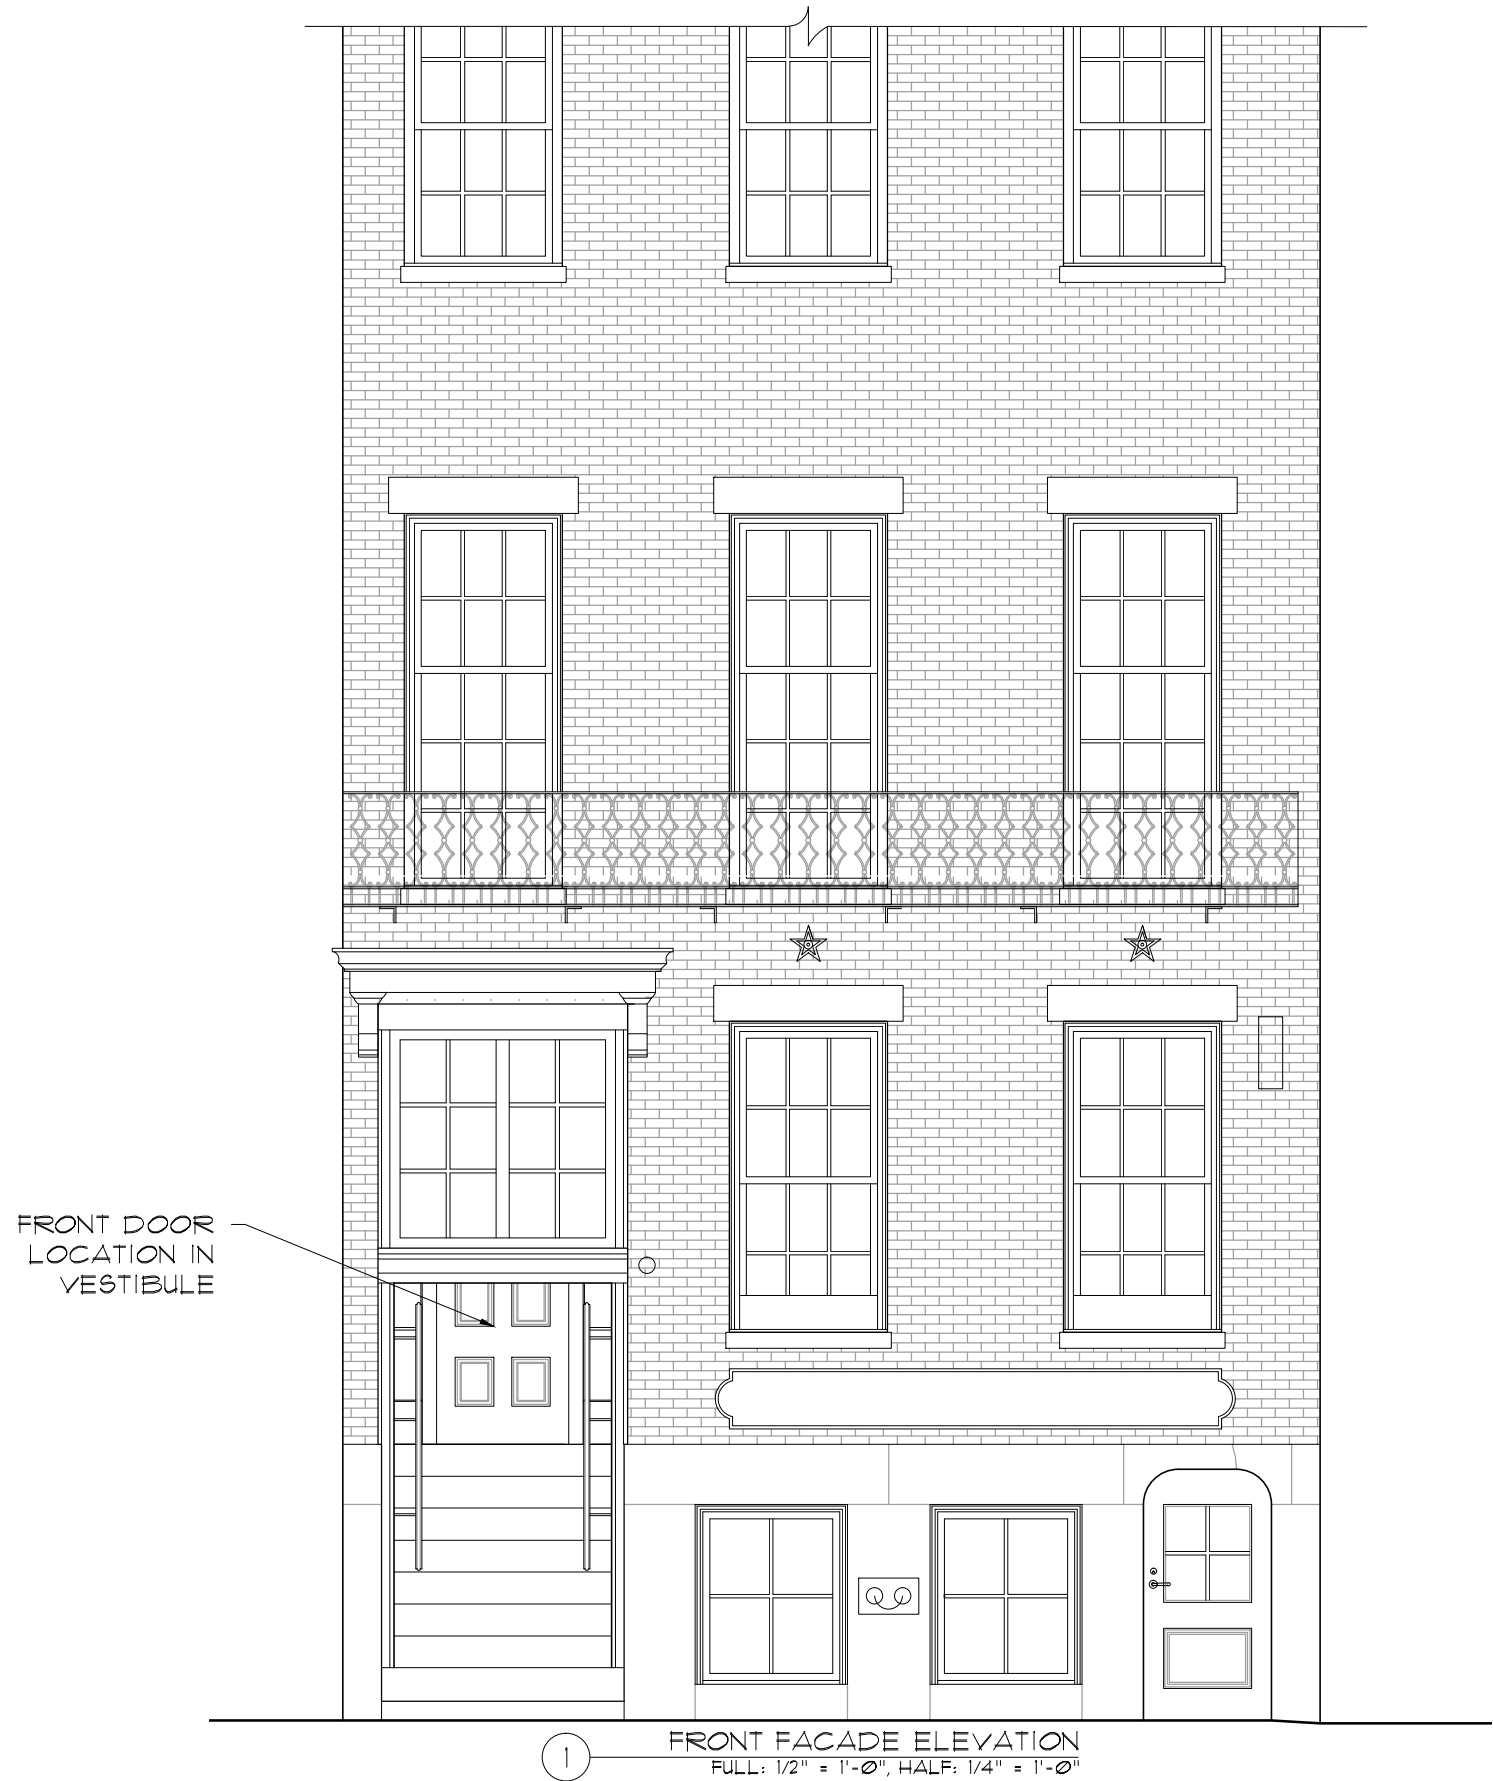 FRONT DOOR
LOCATION IN
VESTIBULE
1
FRONT FACADE ELEVATION
FULL: 1/2" = 1'-0", HALF: 1/4" = 1'-0"